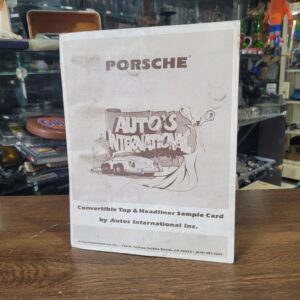 PORSCHE
AUTO'S
INTERNATIONAL
Convertible Top & Headliner Sample Card
by Autos International Inc.